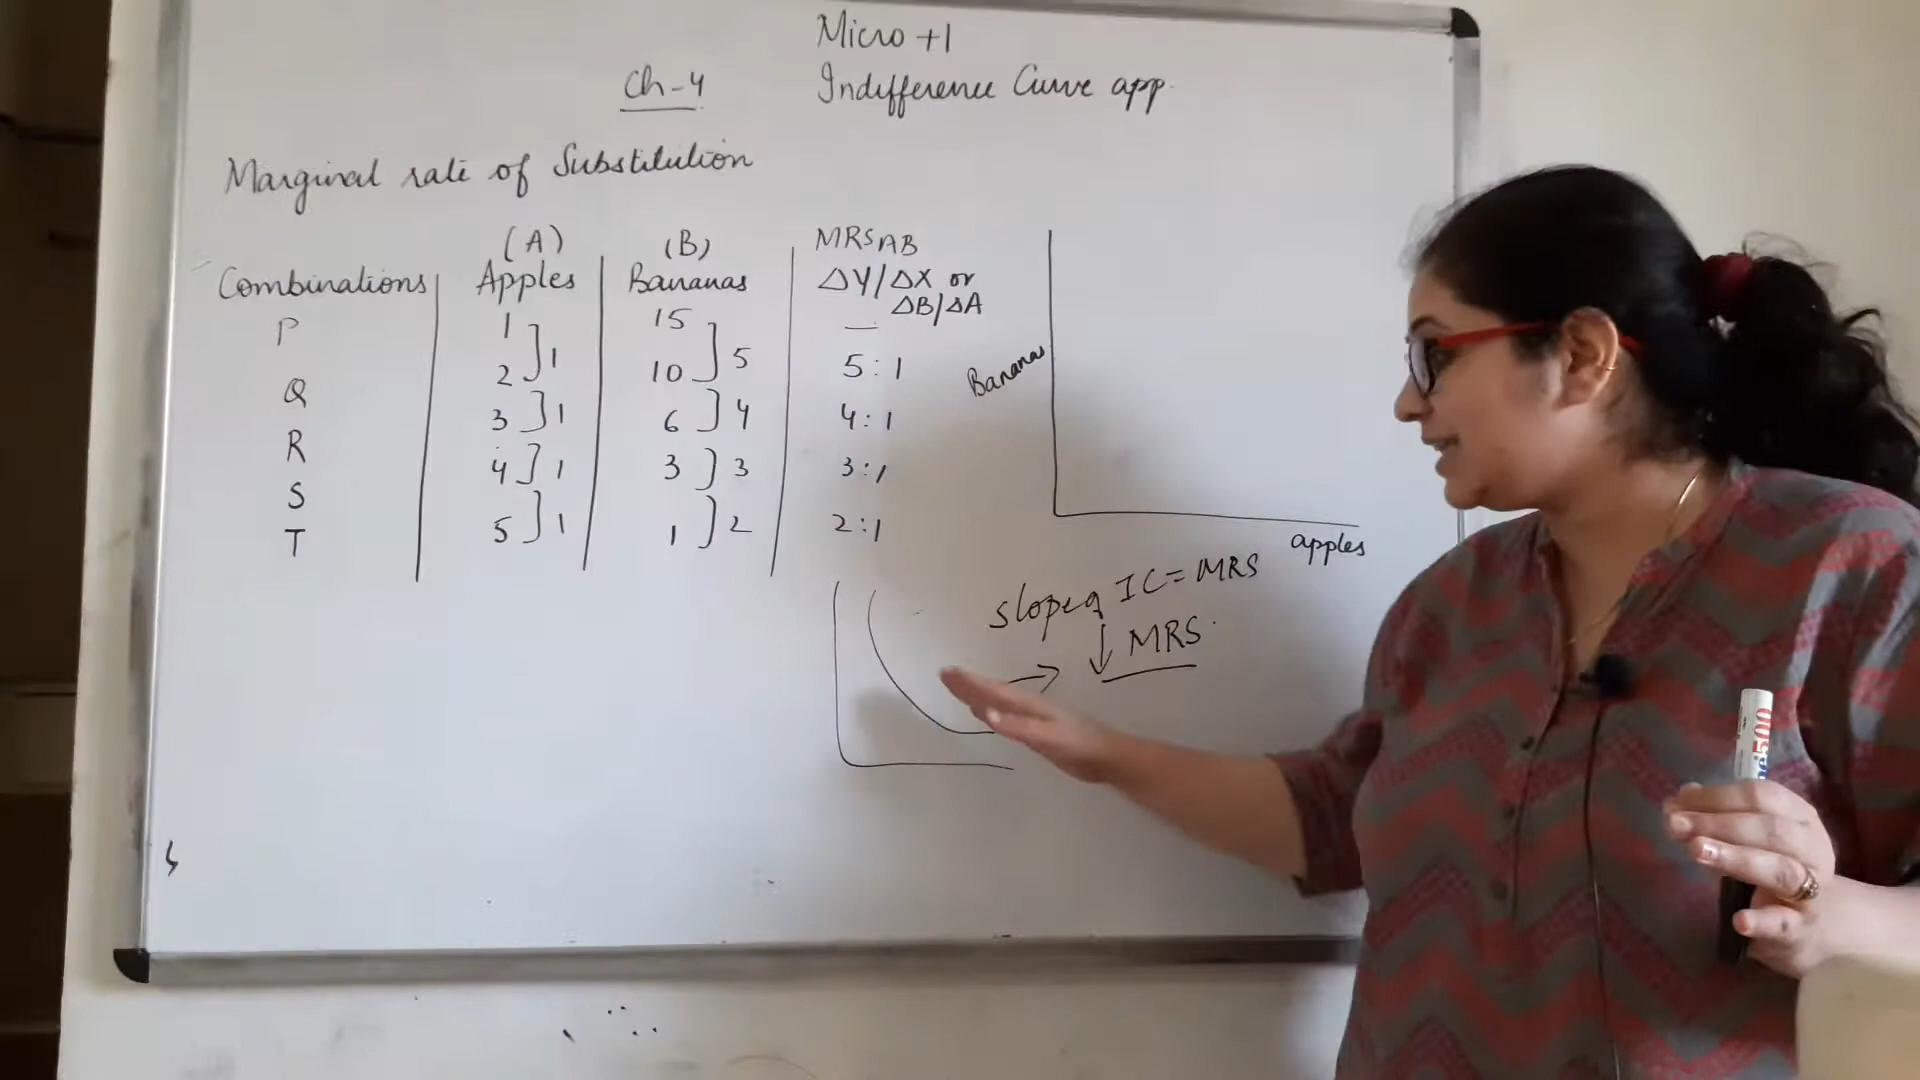 Micro +1
Ch-4 Indifference Curve app.
Marginal rate of Substitution
(A) (B) MRSAB
Combinations Apples Bananas ΔY/ΔX or
ΔB/ΔA
P 1 15 —
1 5 5:1
Q 2 10
1 4 4:1
R 3 6
1 3 3:1
S 4 3
1 2 2:1
T 5 1
Bananas
apples
slope of IC = MRS
→ ↓ MRS
500